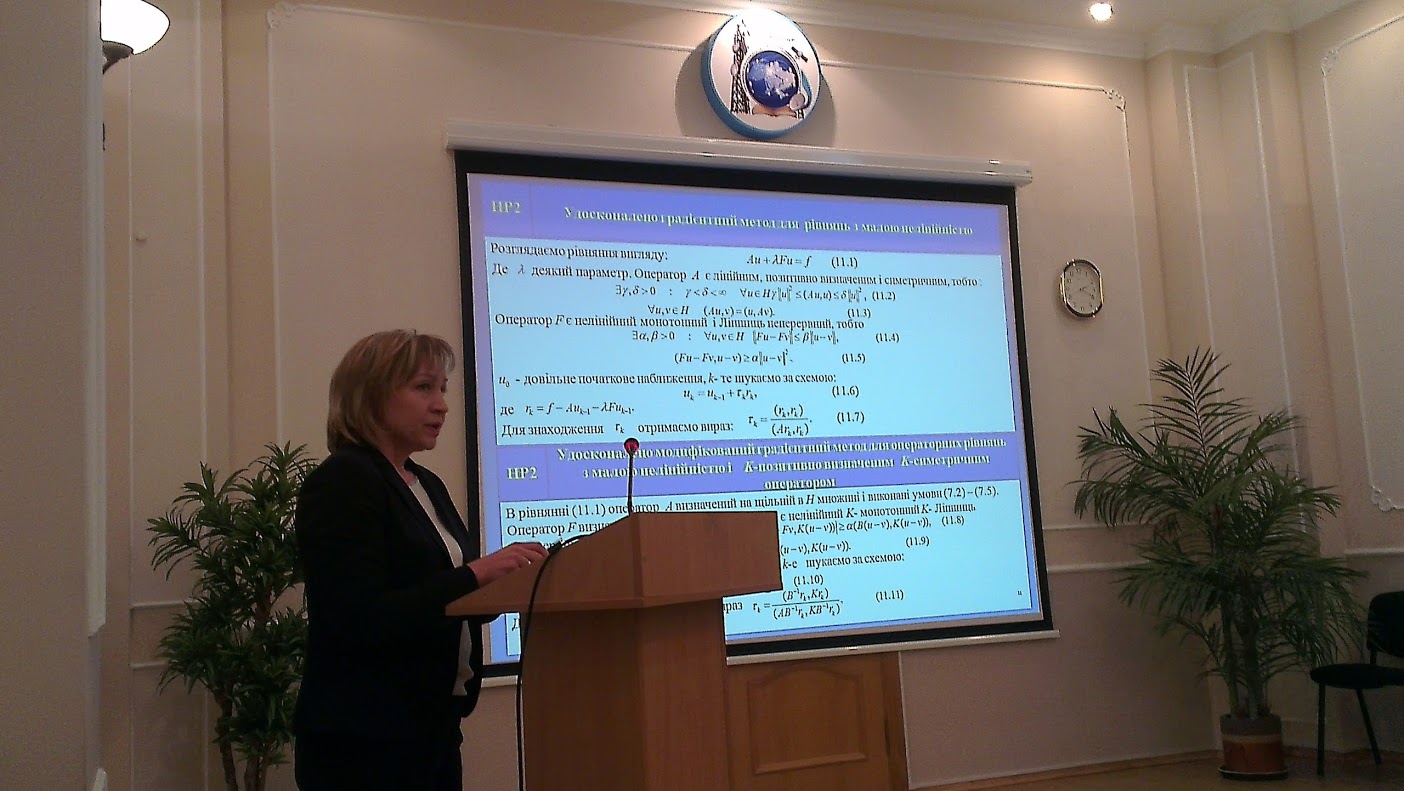 НР2 Удосконалено градієнтний метод для рівнянь з малою нелінійністю
Розглядаємо рівняння вигляду: Au + λFu = f (11.1)
Де λ деякий параметр. Оператор A є лінійним, позитивно визначеним і симетричним, тобто :
∃γ,δ > 0 : γ < δ < ∞ ∀u ∈ H γ‖u‖² ≤ (Au,u) ≤ δ‖u‖², (11.2)
∀u,v ∈ H (Au,v) = (u,Av). (11.3)
Оператор F є нелінійний монотонний і Ліпшиць неперервний, тобто
∃α,β > 0 : ∀u,v ∈ H ‖Fu − Fv‖ ≤ β‖u − v‖, (11.4)
(Fu − Fv,u − v) ≥ α‖u − v‖². (11.5)
u₀ - довільне початкове наближення, k- те шукаємо за схемою:
uₖ = uₖ₋₁ + τₖrₖ, (11.6)
де rₖ = f − Auₖ₋₁ − λFuₖ₋₁.
Для знаходження τₖ отримаємо вираз: τₖ = (rₖ,rₖ)/(Arₖ,rₖ). (11.7)
Удосконалено модифікований градієнтний метод для операторних рівнянь
НР2 з малою нелінійністю і K-позитивно визначеним K-симетричним
оператором
В рівнянні (11.1) оператор A визначений на щільній в H множині і виконані умови (7.2) – (7.5).
Оператор F є нелінійний K- монотонний K- Ліпшиць
Fv,K(u − v))| ≥ α(B(u − v),K(u − v)), (11.8)
(u − v),K(u − v)). (11.9)
k-е шукаємо за схемою:
(11.10)
τₖ = (B⁻¹rₖ,Krₖ)/(AB⁻¹rₖ,KB⁻¹rₖ). (11.11)